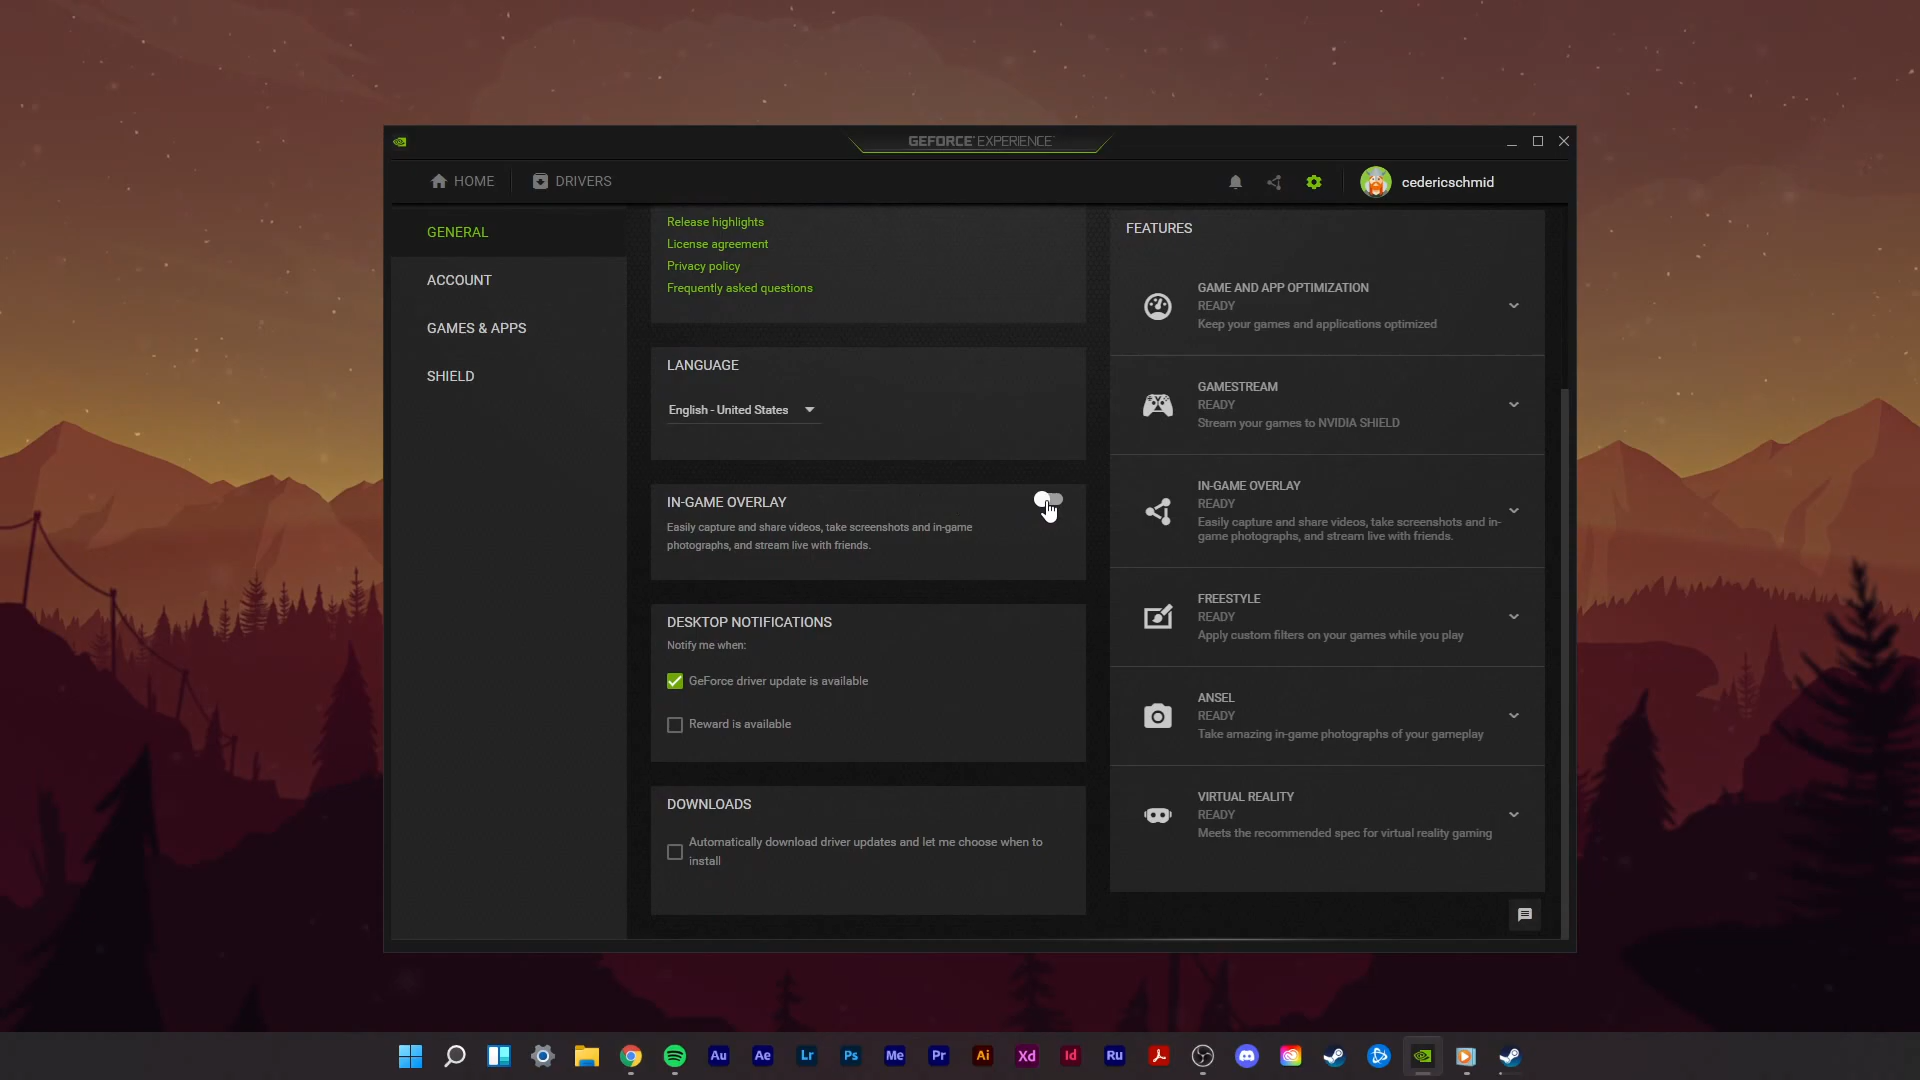 GEFORCE EXPERIENCE
HOME
DRIVERS
cedericschmid
GENERAL
ACCOUNT
GAMES & APPS
SHIELD
Release highlights
License agreement
Privacy policy
Frequently asked questions
LANGUAGE
English - United States
IN-GAME OVERLAY
Easily capture and share videos, take screenshots and in-game
photographs, and stream live with friends.
DESKTOP NOTIFICATIONS
Notify me when:
GeForce driver update is available
Reward is available
DOWNLOADS
Automatically download driver updates and let me choose when to
install
FEATURES
GAME AND APP OPTIMIZATION
READY
Keep your games and applications optimized
GAMESTREAM
READY
Stream your games to NVIDIA SHIELD
IN-GAME OVERLAY
READY
Easily capture and share videos, take screenshots and in-
game photographs, and stream live with friends.
FREESTYLE
READY
Apply custom filters on your games while you play
ANSEL
READY
Take amazing in-game photographs of your gameplay
VIRTUAL REALITY
READY
Meets the recommended spec for virtual reality gaming
Au Ae Lr Ps Me Pr Ai Xd Id Ru